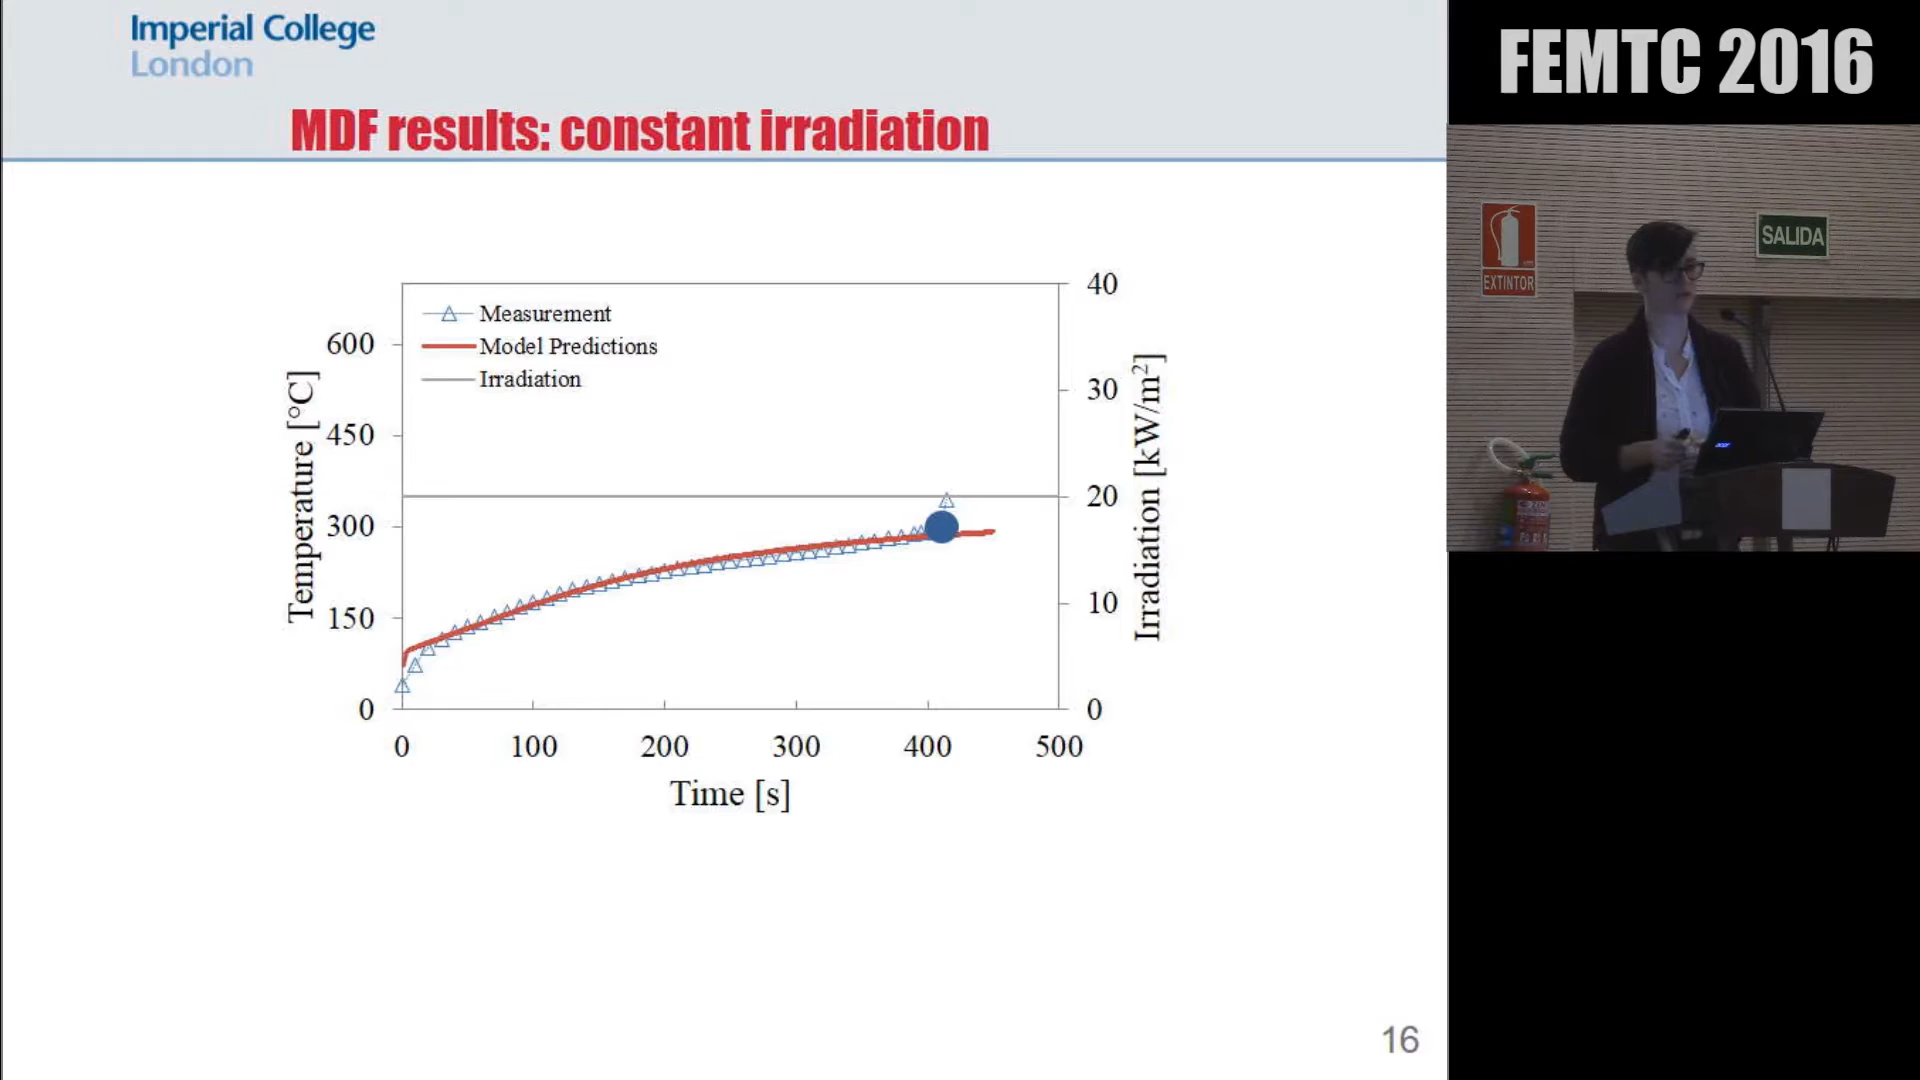 Imperial College
London
MDF results: constant irradiation
FEMTC 2016
EXTINTOR
SALIDA
acer
Measurement
Model Predictions
Irradiation
Temperature [°C]
600
450
300
150
0
40
30
20
10
0
Irradiation [kW/m²]
0 100 200 300 400 500
Time [s]
16